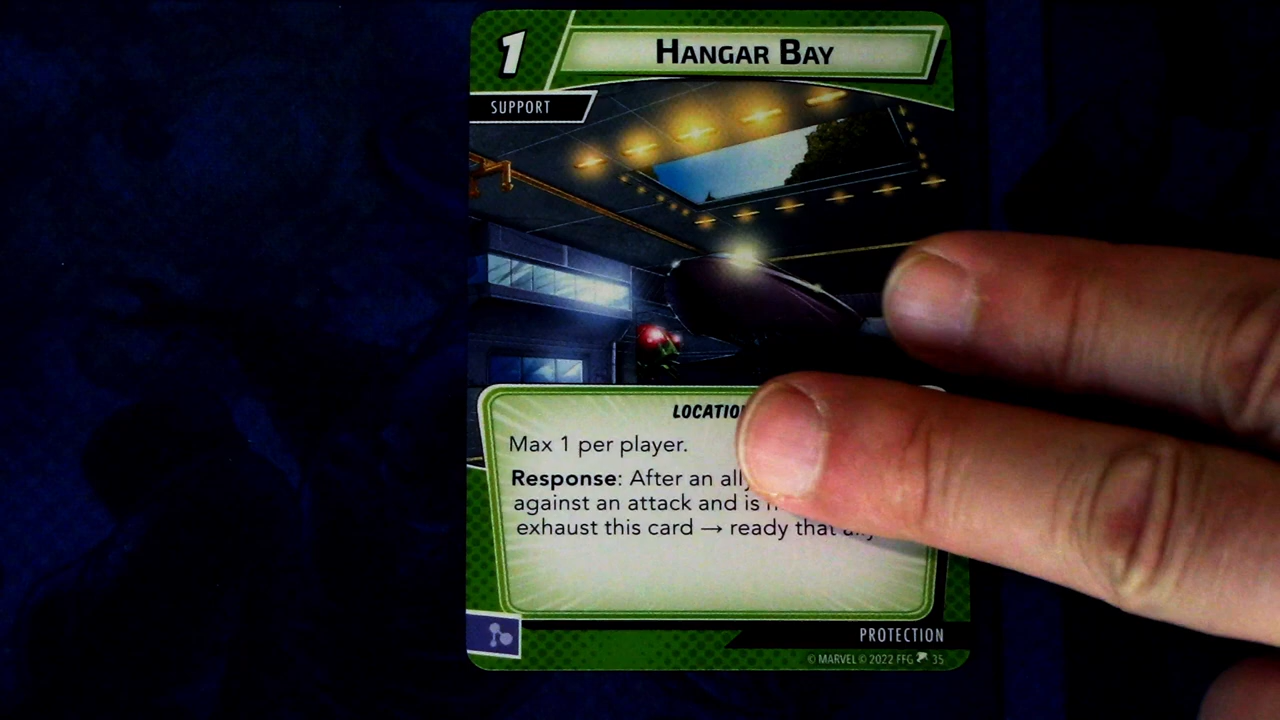 1
HANGAR BAY
SUPPORT
LOCATION
Max 1 per player.
Response: After an ally
against an attack and is
exhaust this card → ready that ally
PROTECTION
© MARVEL © 2022 FFG 35